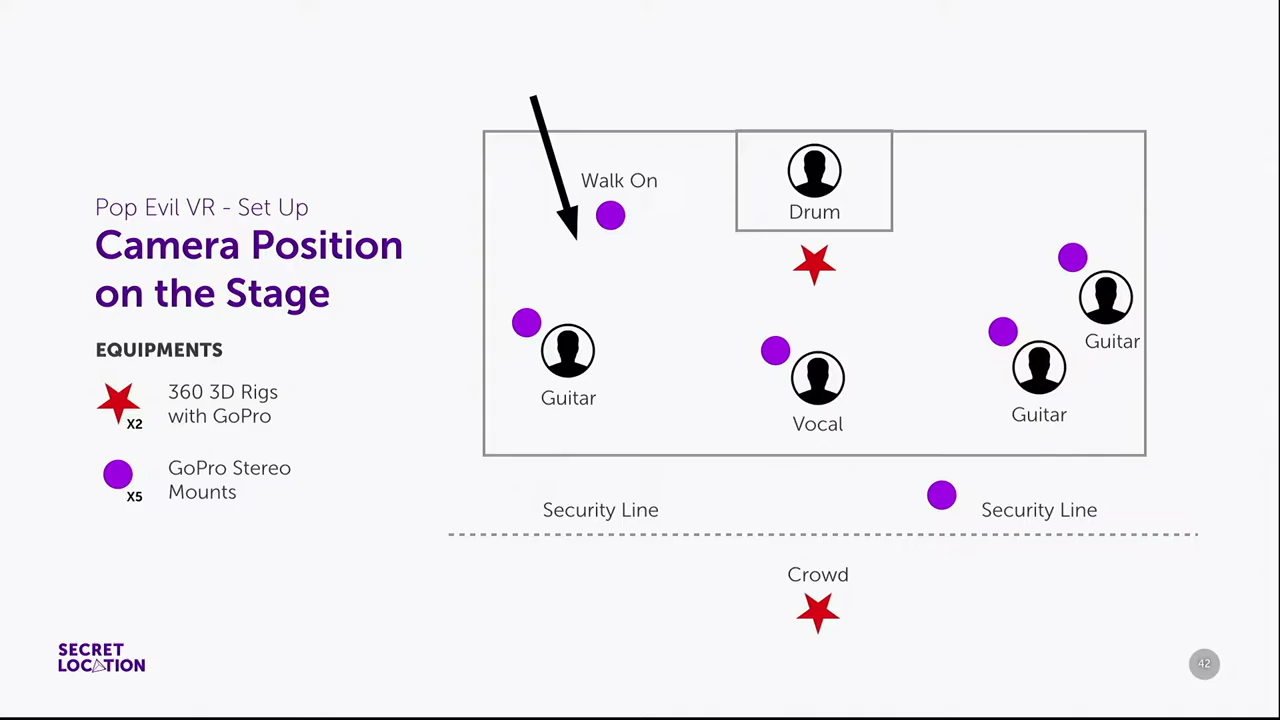 Pop Evil VR - Set Up
Camera Position
on the Stage
EQUIPMENTS
360 3D Rigs
with GoPro
X2
GoPro Stereo
Mounts
X5
Walk On
Drum
Guitar
Vocal
Guitar
Guitar
Security Line
Security Line
Crowd
SECRET
LOCATION
42